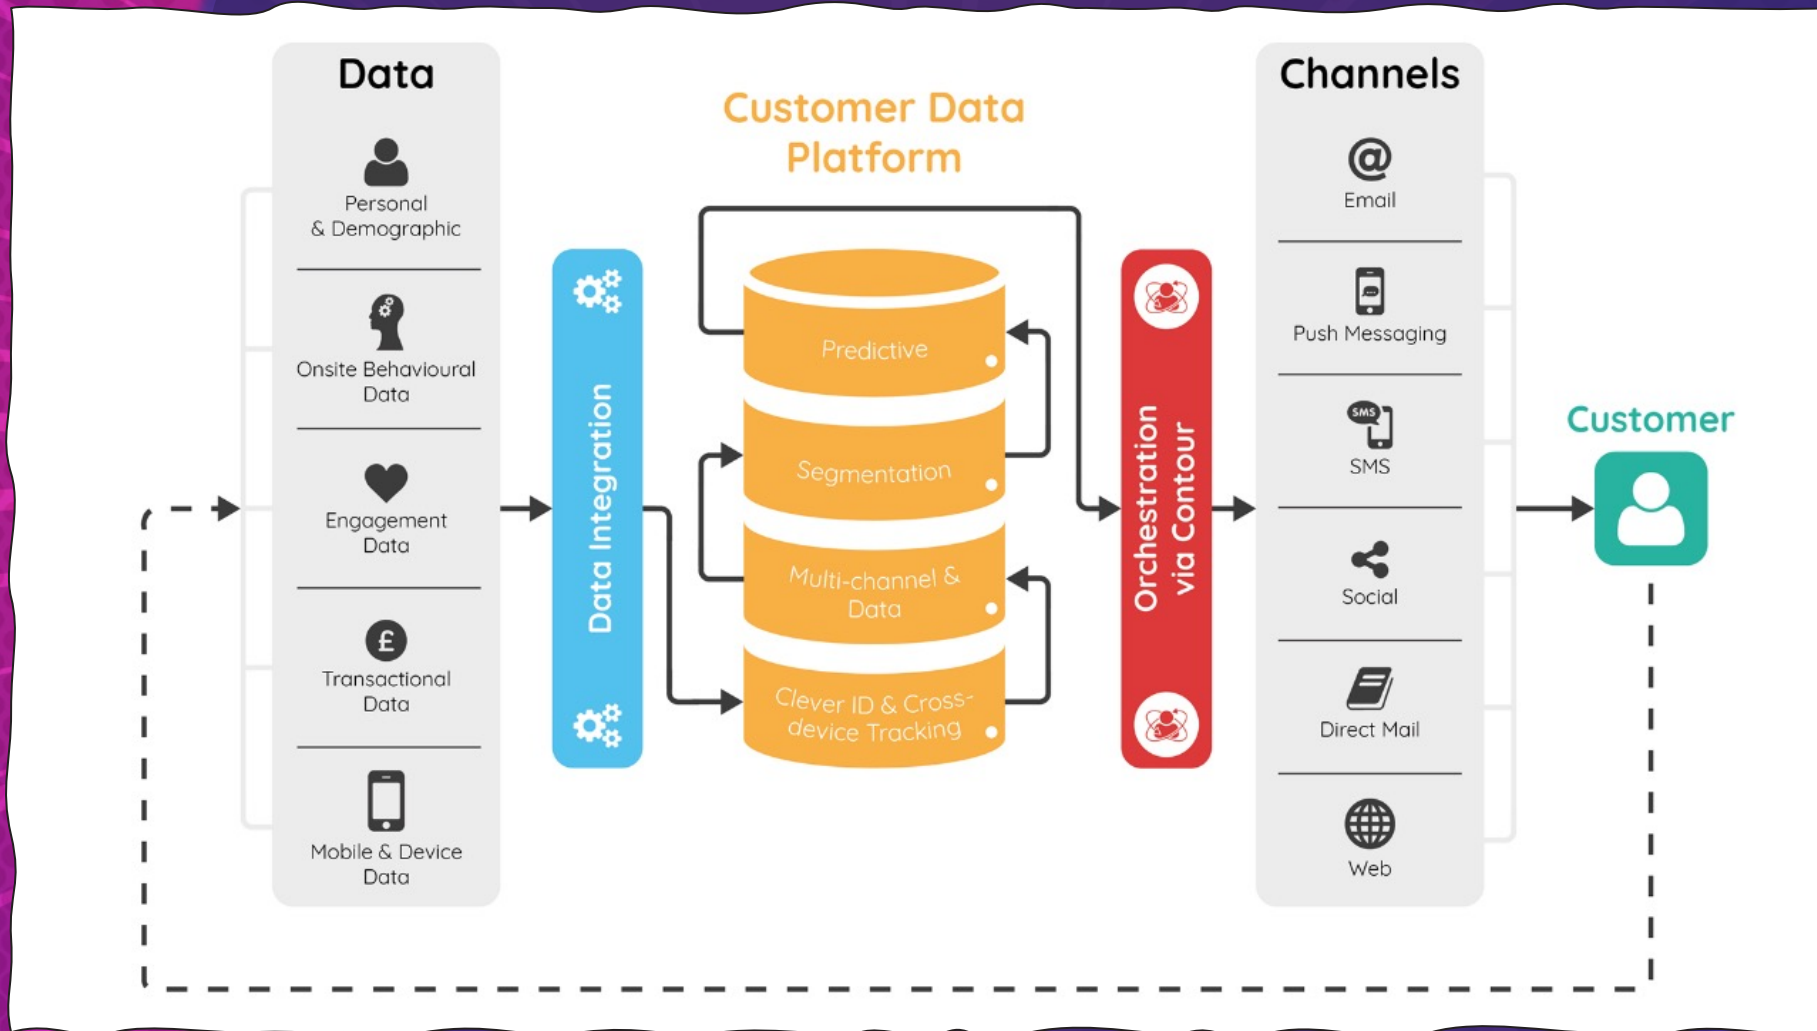 Data
Personal
& Demographic
Onsite Behavioural
Data
Engagement
Data
£
Transactional
Data
Mobile & Device
Data
Data Integration
Customer Data
Platform
Predictive
Segmentation
Multi-channel &
Data
Clever ID & Cross-
device Tracking
Orchestration
via Contour
Channels
@
Email
Push Messaging
SMS
SMS
Social
Direct Mail
Web
Customer